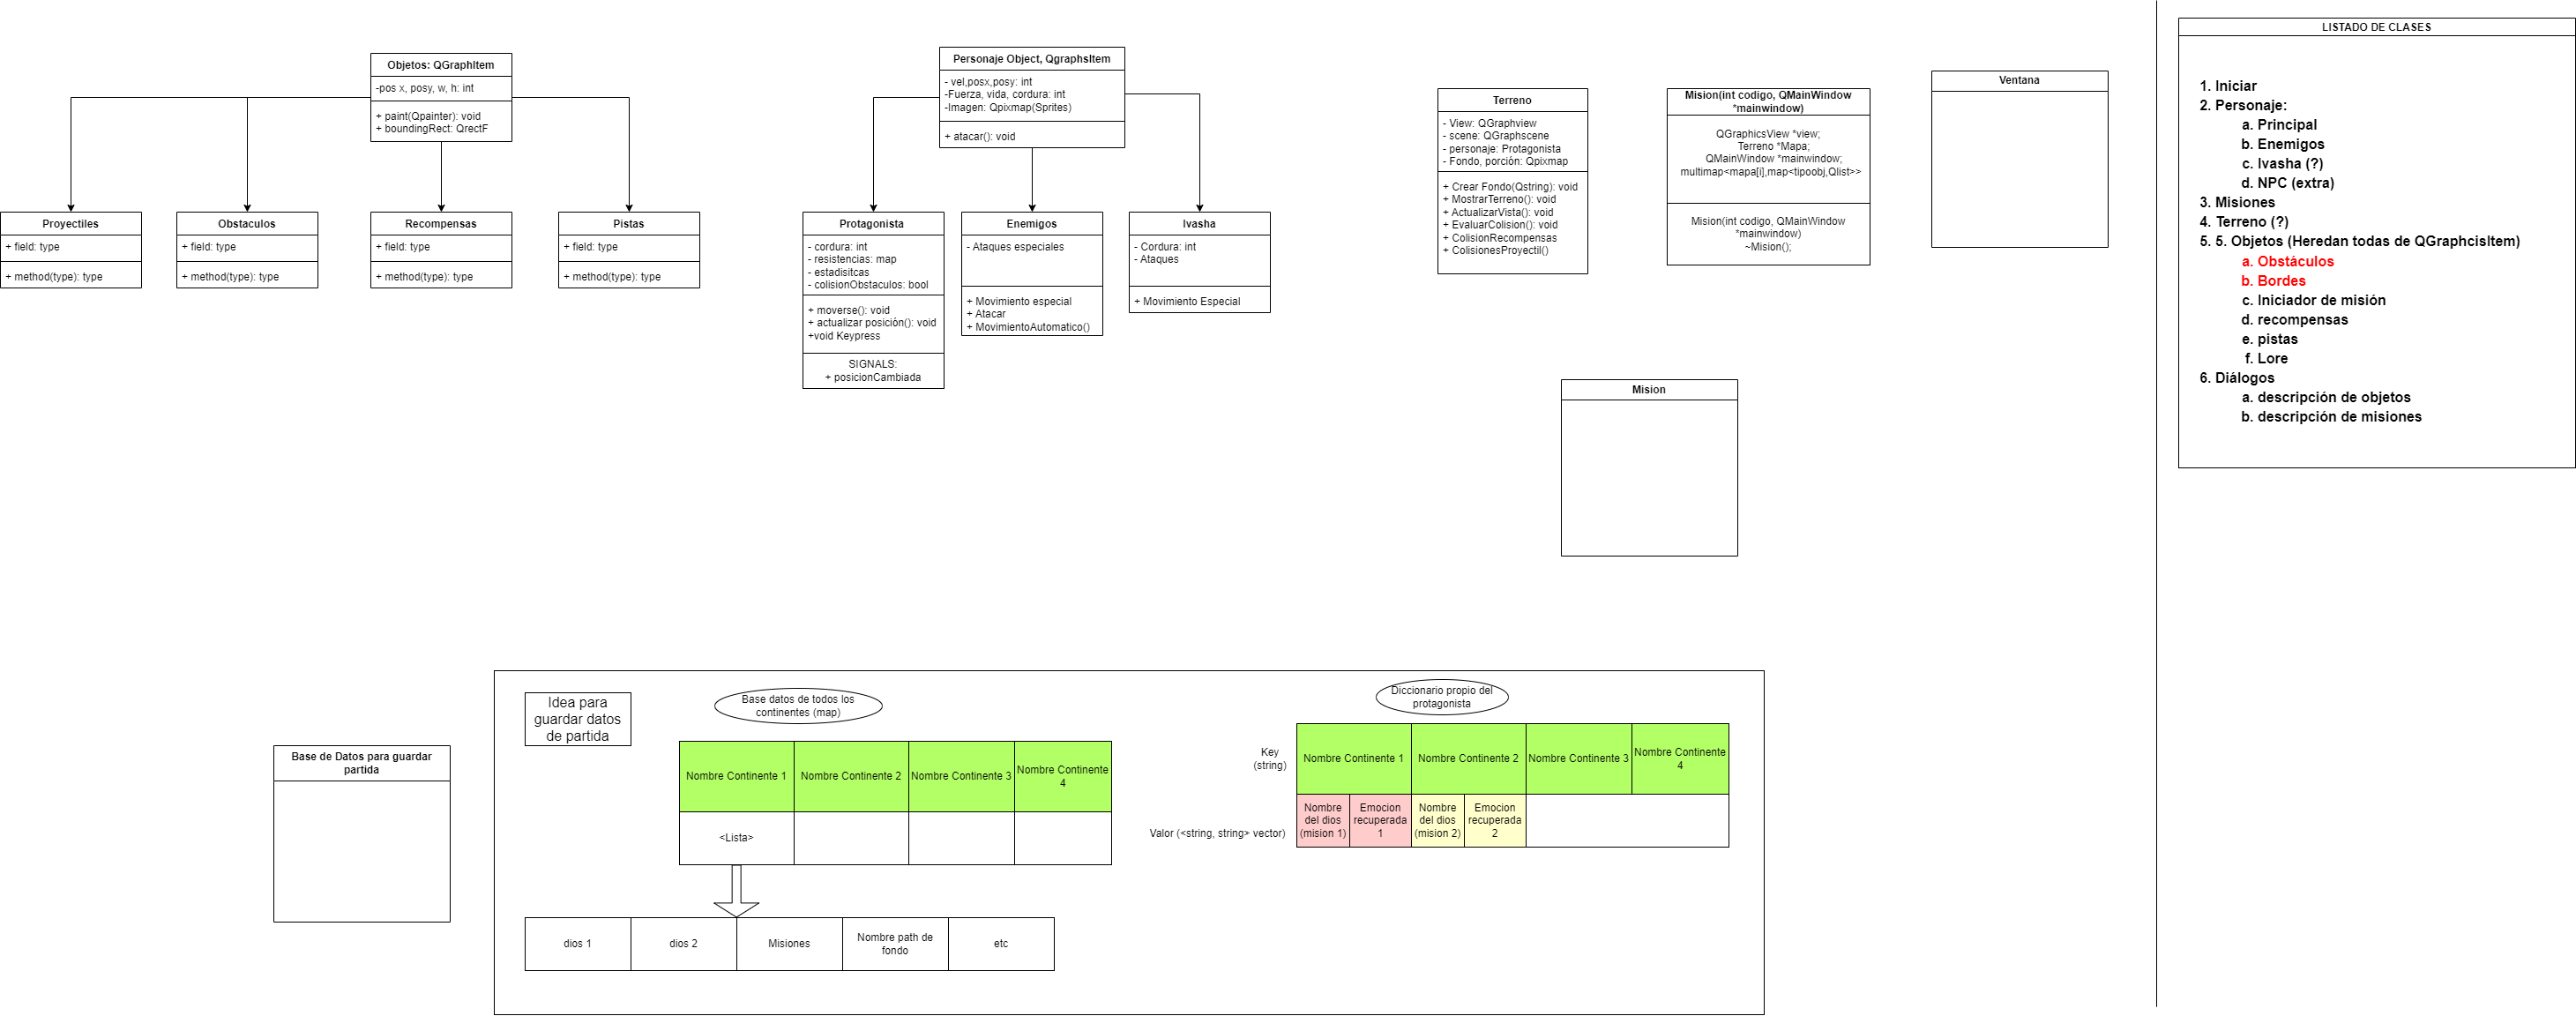 Objetos: QGraphItem
-pos x, posy, w, h: int
+ paint(Qpainter): void
+ boundingRect: QrectF
Proyectiles
+ field: type
+ method(type): type
Obstaculos
+ field: type
+ method(type): type
Recompensas
+ field: type
+ method(type): type
Pistas
+ field: type
+ method(type): type
Personaje Object, QgraphsItem
- vel,posx,posy: int
-Fuerza, vida, cordura: int
-Imagen: Qpixmap(Sprites)
+ atacar(): void
Protagonista
- cordura: int
- resistencias: map
- estadisitcas
- colisionObstaculos: bool
+ moverse(): void
+ actualizar posición(): void
+void Keypress
SIGNALS:
+ posicionCambiada
Enemigos
- Ataques especiales
+ Movimiento especial
+ Atacar
+ MovimientoAutomatico()
Ivasha
- Cordura: int
- Ataques
+ Movimiento Especial
Terreno
- View: QGraphview
- scene: QGraphscene
- personaje: Protagonista
- Fondo, porción: Qpixmap
+ Crear Fondo(Qstring): void
+ MostrarTerreno(): void
+ ActualizarVista(): void
+ EvaluarColision(): void
+ ColisionRecompensas
+ ColisionesProyectil()
Mision(int codigo, QMainWindow
*mainwindow)
QGraphicsView *view;
Terreno *Mapa;
QMainWindow *mainwindow;
multimap<mapa[i],map<tipoobj,Qlist>>
Mision(int codigo, QMainWindow
*mainwindow)
~Mision();
Ventana
Mision
LISTADO DE CLASES
1. Iniciar
2. Personaje:
a. Principal
b. Enemigos
c. Ivasha (?)
d. NPC (extra)
3. Misiones
4. Terreno (?)
5. 5. Objetos (Heredan todas de QGraphcisItem)
a. Obstáculos
b. Bordes
c. Iniciador de misión
d. recompensas
e. pistas
f. Lore
6. Diálogos
a. descripción de objetos
b. descripción de misiones
Base de Datos para guardar
partida
Idea para
guardar datos
de partida
Base datos de todos los
continentes (map)
Nombre Continente 1
Nombre Continente 2
Nombre Continente 3
Nombre Continente
4
<Lista>
dios 1
dios 2
Misiones
Nombre path de
fondo
etc
Diccionario propio del
protagonista
Key
(string)
Nombre Continente 1
Nombre Continente 2
Nombre Continente 3
Nombre Continente
4
Valor (<string, string> vector)
Nombre
del dios
(mision 1)
Emocion
recuperada
1
Nombre
del dios
(mision 2)
Emocion
recuperada
2